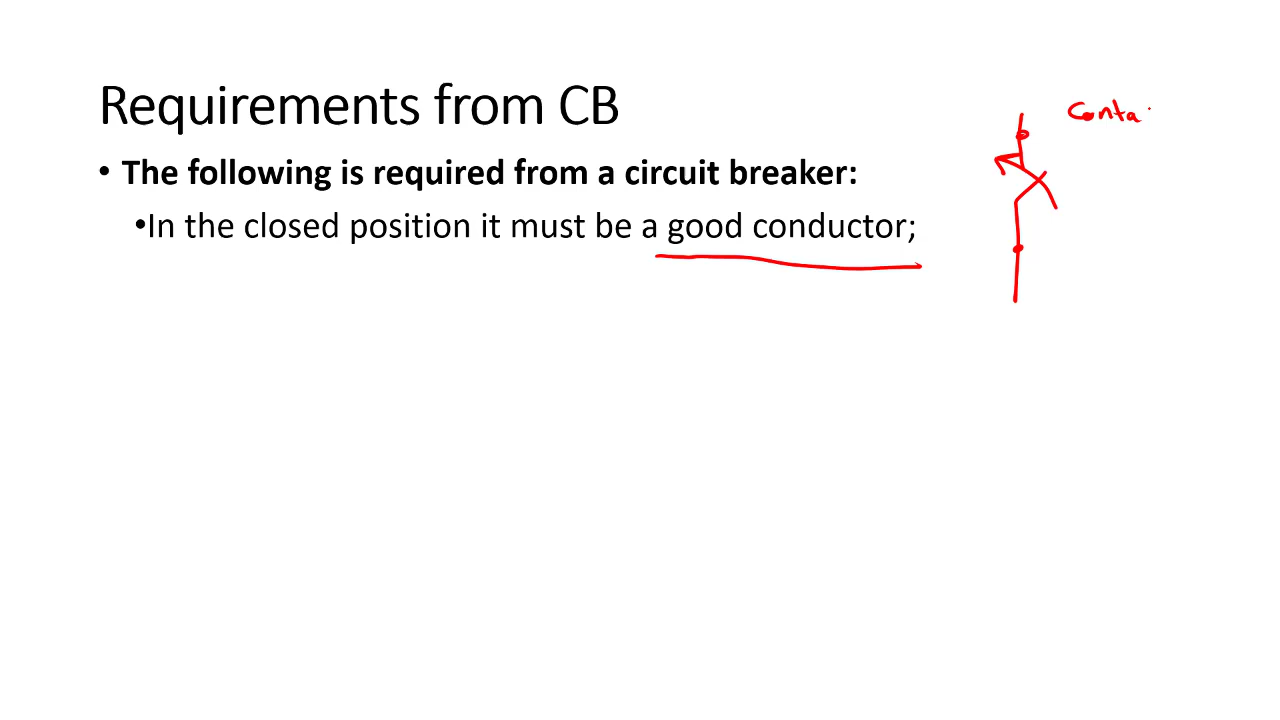 Requirements from CB
• The following is required from a circuit breaker:
•In the closed position it must be a good conductor;
Conta